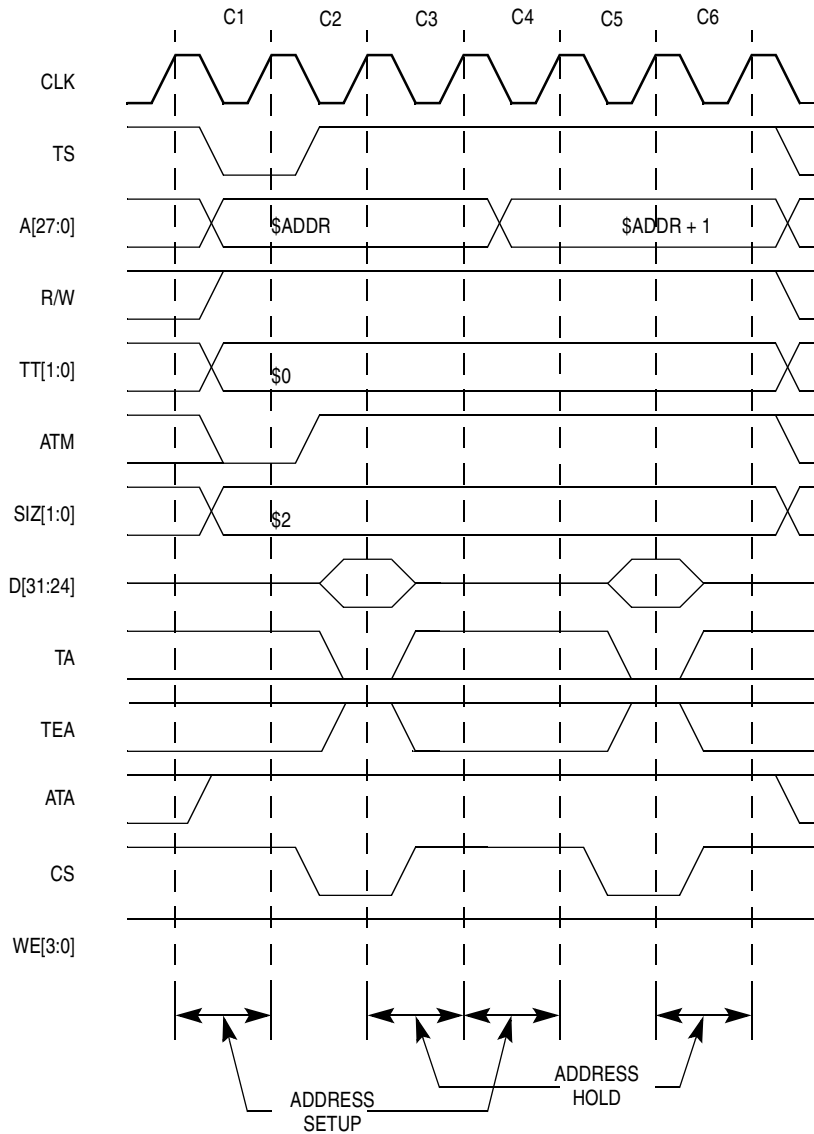 C1 C2 C3 C4 C5 C6
CLK
TS
A[27:0] $ADDR $ADDR + 1
R/W
TT[1:0] $0
ATM
SIZ[1:0] $2
D[31:24]
TA
TEA
ATA
CS
WE[3:0]
ADDRESS
SETUP
ADDRESS
HOLD